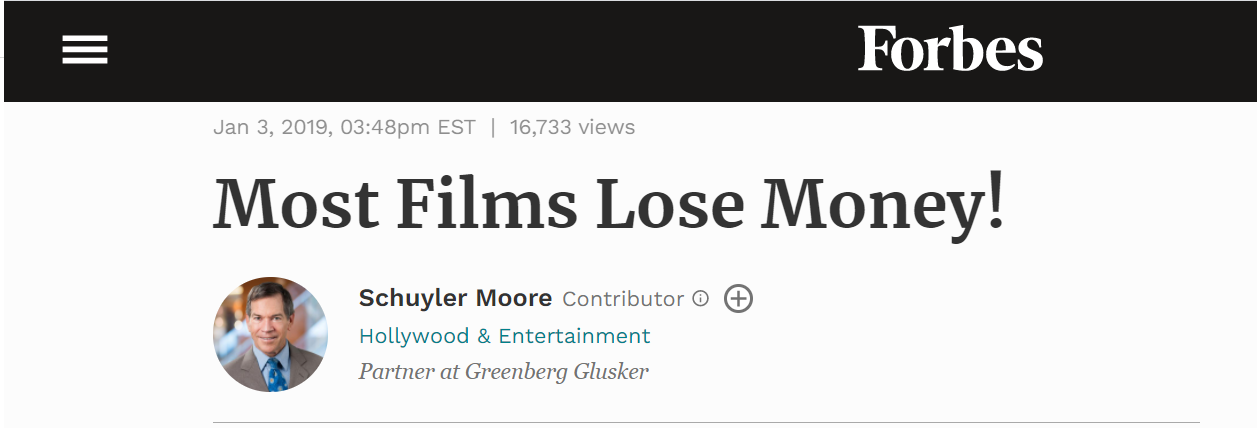 Forbes
Jan 3, 2019, 03:48pm EST | 16,733 views
Most Films Lose Money!
Schuyler Moore Contributor
Hollywood & Entertainment
Partner at Greenberg Glusker